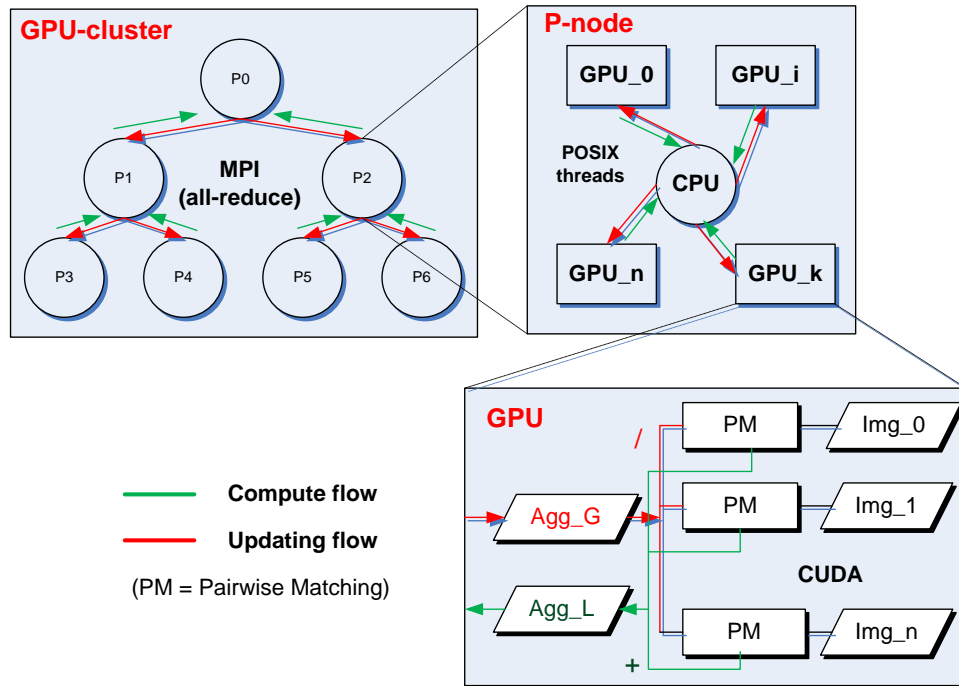 GPU-cluster
P0
P1
MPI
(all-reduce)
P2
P3
P4
P5
P6
P-node
GPU_0
GPU_i
POSIX
threads
CPU
GPU_n
GPU_k
GPU
/
PM
Img_0
Agg_G
PM
Img_1
CUDA
Agg_L
PM
Img_n
+
Compute flow
Updating flow
(PM = Pairwise Matching)